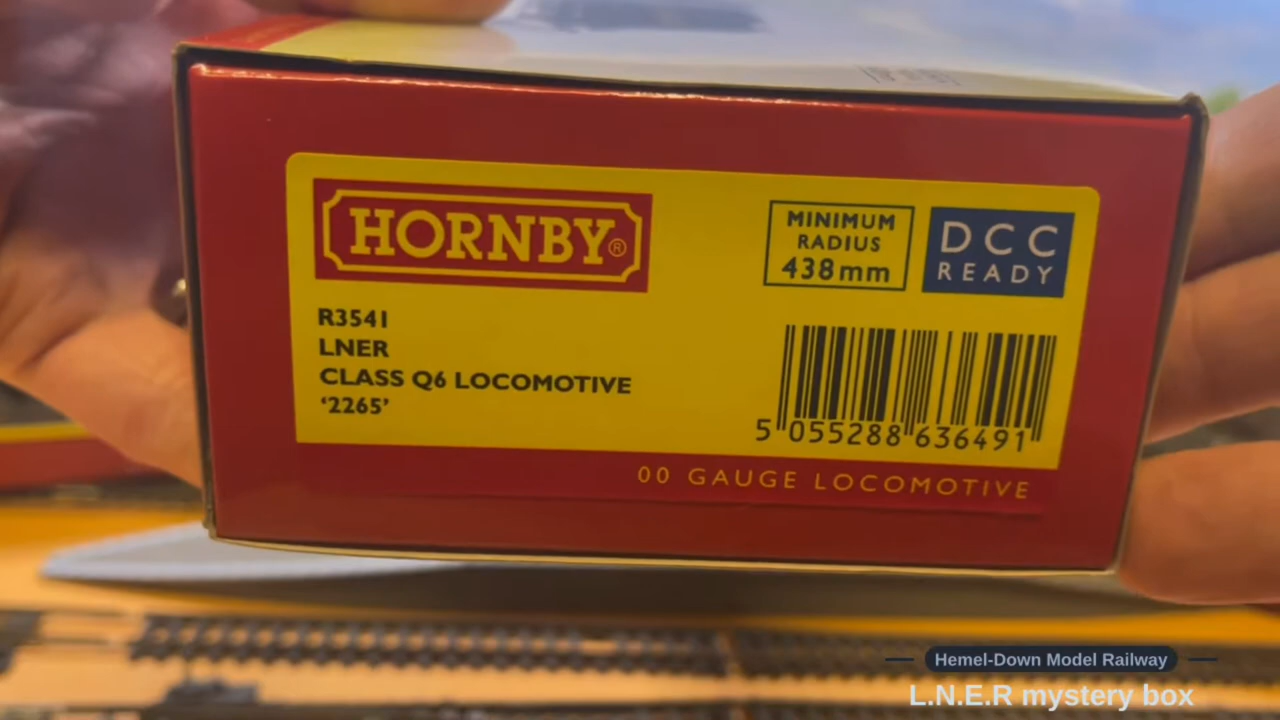 HORNBY®
MINIMUM
RADIUS
438mm
DCC
READY
R3541
LNER
CLASS Q6 LOCOMOTIVE
‘2265’
5 055288 636491
00 GAUGE LOCOMOTIVE
Hemel-Down Model Railway
L.N.E.R mystery box